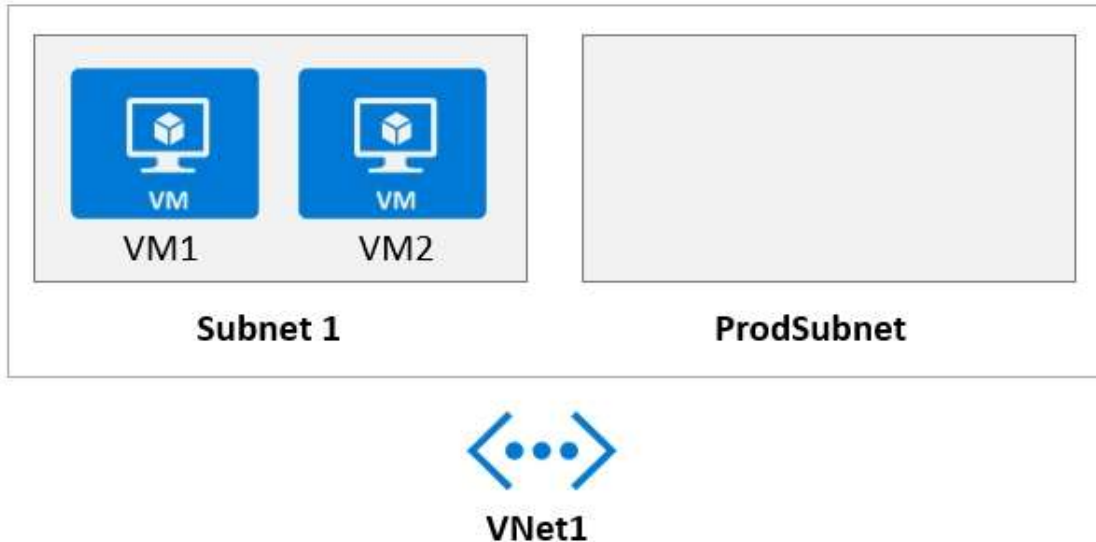 VM
VM
VM1
VM2
Subnet 1
ProdSubnet
VNet1